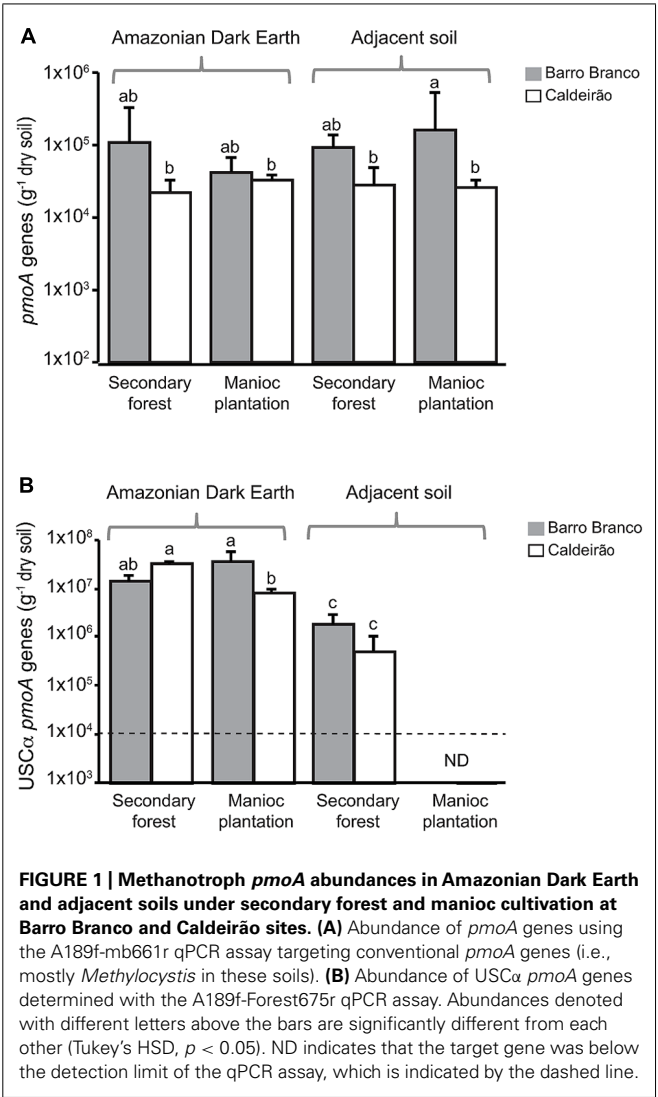 A
Amazonian Dark Earth
Adjacent soil
Barro Branco
Caldeirão
pmoA genes (g⁻¹ dry soil)
1x10⁶
1x10⁵
1x10⁴
1x10³
1x10²
ab
b
ab
b
ab
b
a
b
Secondary
forest
Manioc
plantation
Secondary
forest
Manioc
plantation
B
Amazonian Dark Earth
Adjacent soil
Barro Branco
Caldeirão
USCα pmoA genes (g⁻¹ dry soil)
1x10⁸
1x10⁷
1x10⁶
1x10⁵
1x10⁴
1x10³
ab
a
a
b
c
c
ND
Secondary
forest
Manioc
plantation
Secondary
forest
Manioc
plantation
FIGURE 1 | Methanotroph pmoA abundances in Amazonian Dark Earth
and adjacent soils under secondary forest and manioc cultivation at
Barro Branco and Caldeirão sites. (A) Abundance of pmoA genes using
the A189f-mb661r qPCR assay targeting conventional pmoA genes (i.e.,
mostly Methylocystis in these soils). (B) Abundance of USCα pmoA genes
determined with the A189f-Forest675r qPCR assay. Abundances denoted
with different letters above the bars are significantly different from each
other (Tukey's HSD, p < 0.05). ND indicates that the target gene was below
the detection limit of the qPCR assay, which is indicated by the dashed line.